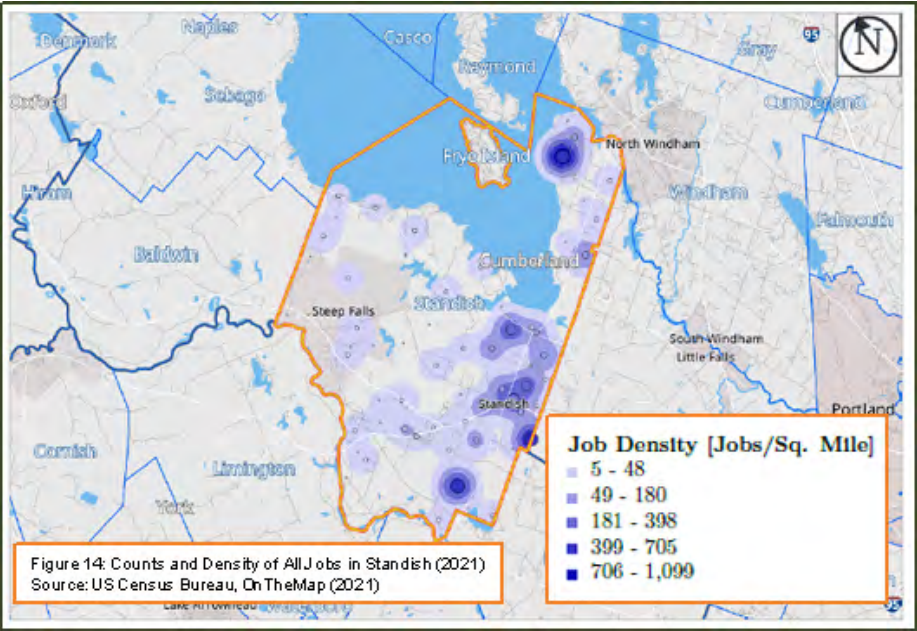 Denmark
Naples
Casco
95
N
Gray
Raymond
Oxford
Sebago
Cumberland
Frye Island
North Windham
Hiram
Windham
Falmouth
Baldwin
Cumberland
Standish
Steep Falls
South Windham
Little Falls
Standish
Portland
Cornish
Limington
York
Job Density [Jobs/Sq. Mile]
5 - 48
49 - 180
181 - 398
399 - 705
706 - 1,099
Figure 14: Counts and Density of All Jobs in Standish (2021)
Source: US Census Bureau, OnTheMap (2021)
95